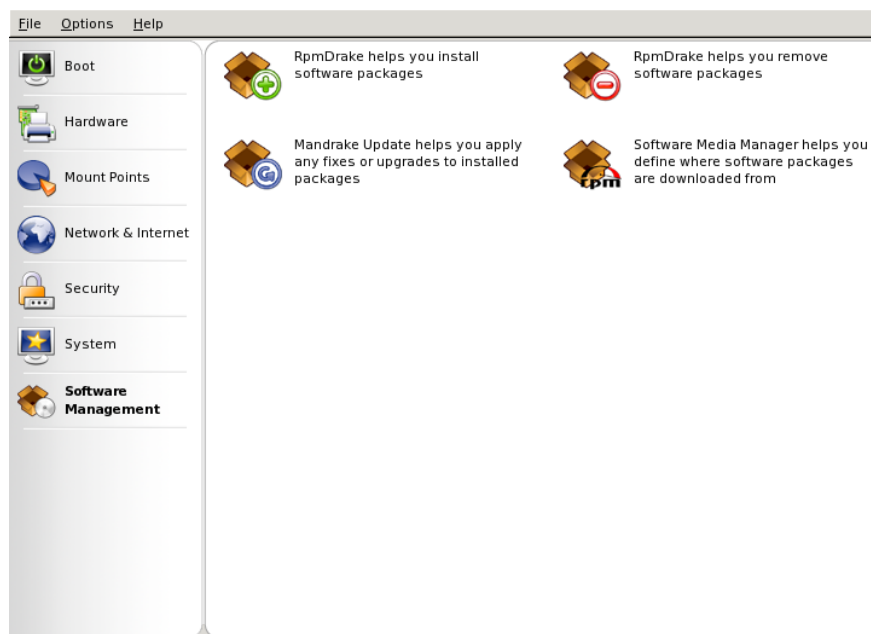 File Options Help
Boot
Hardware
Mount Points
Network & Internet
Security
System
Software
Management
RpmDrake helps you install
software packages
RpmDrake helps you remove
software packages
Mandrake Update helps you apply
any fixes or upgrades to installed
packages
Software Media Manager helps you
define where software packages
are downloaded from
rpm